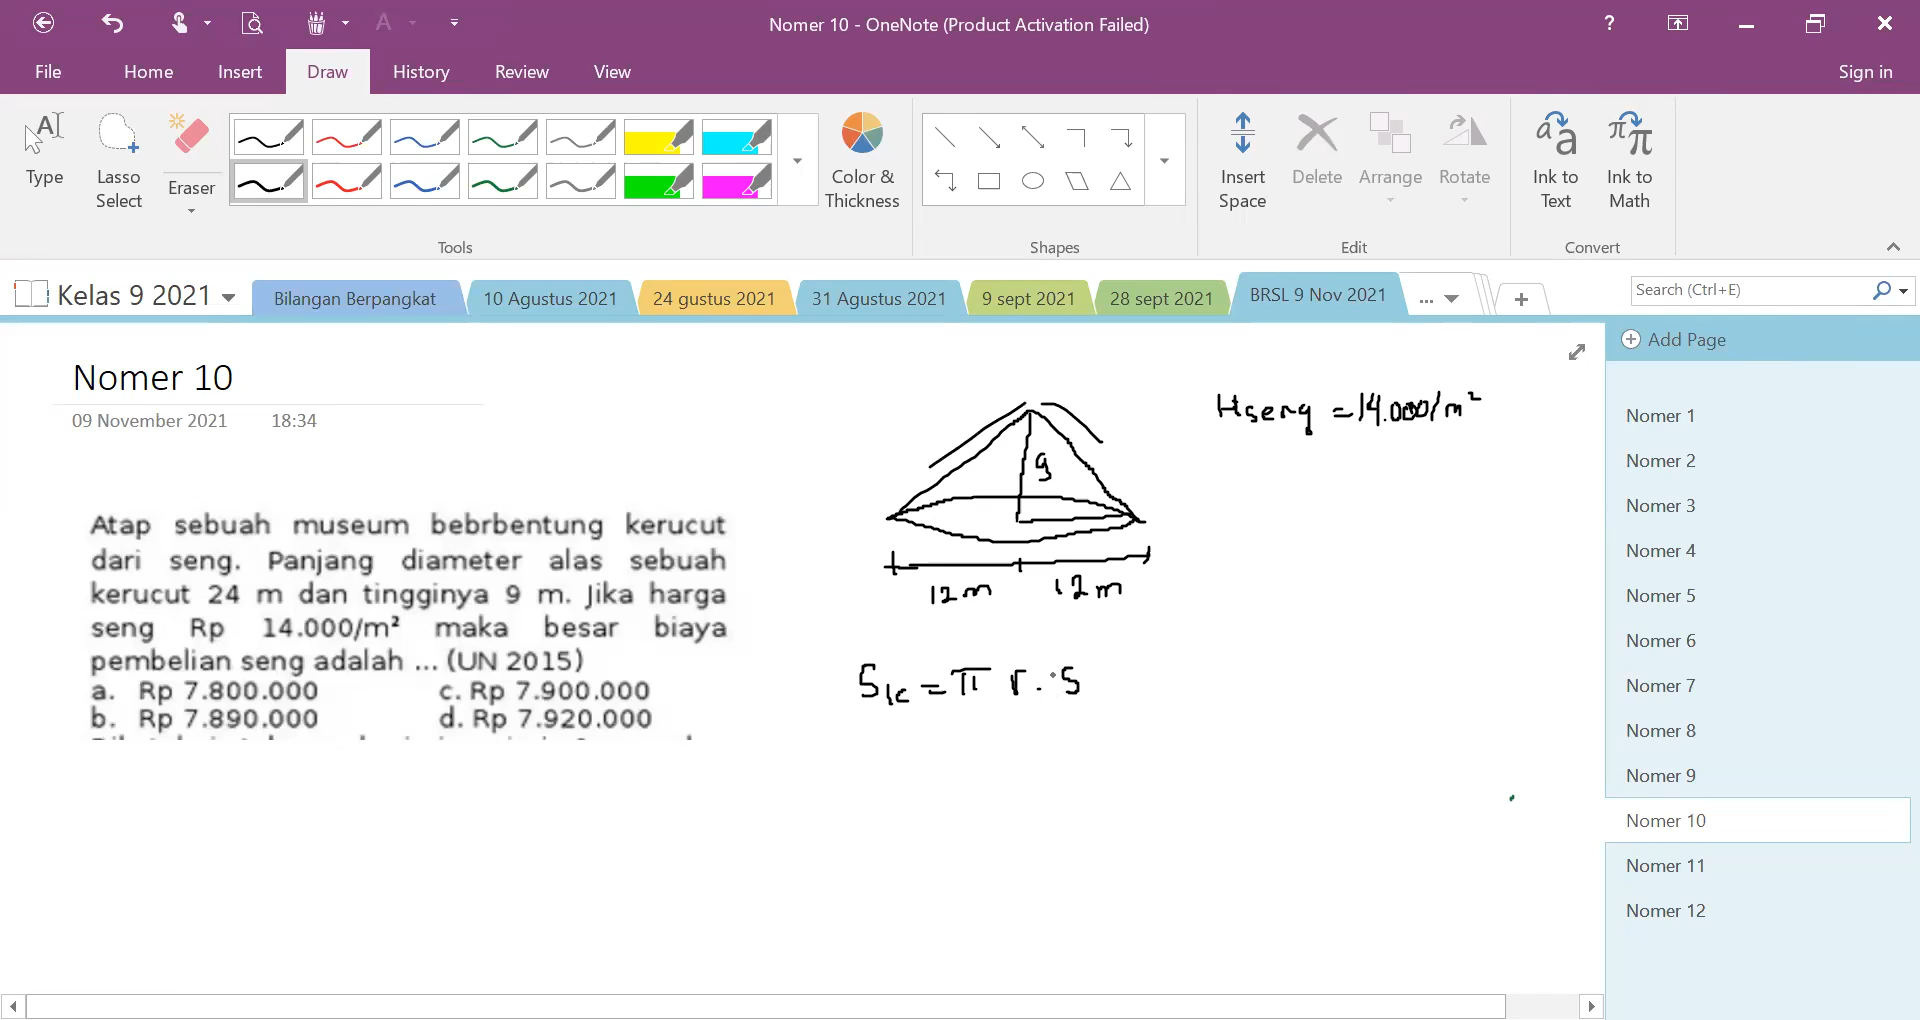 Nomer 10 - OneNote (Product Activation Failed)
?
File Home Insert Draw History Review View Sign in
Type
Lasso Select
Eraser
Color & Thickness
Insert Space
Delete
Arrange
Rotate
Ink to Text
Ink to Math
Tools Shapes Edit Convert
Kelas 9 2021
Bilangan Berpangkat
10 Agustus 2021
24 gustus 2021
31 Agustus 2021
9 sept 2021
28 sept 2021
BRSL 9 Nov 2021
...
Search (Ctrl+E)
Nomer 10
09 November 2021 18:34
Atap sebuah museum bebrbentung kerucut
dari seng. Panjang diameter alas sebuah
kerucut 24 m dan tingginya 9 m. Jika harga
seng Rp 14.000/m² maka besar biaya
pembelian seng adalah ... (UN 2015)
a. Rp 7.800.000 c. Rp 7.900.000
b. Rp 7.890.000 d. Rp 7.920.000
9
12 m 12 m
Hseng = 14.000/m²
= π r . s
Add Page
Nomer 1
Nomer 2
Nomer 3
Nomer 4
Nomer 5
Nomer 6
Nomer 7
Nomer 8
Nomer 9
Nomer 10
Nomer 11
Nomer 12